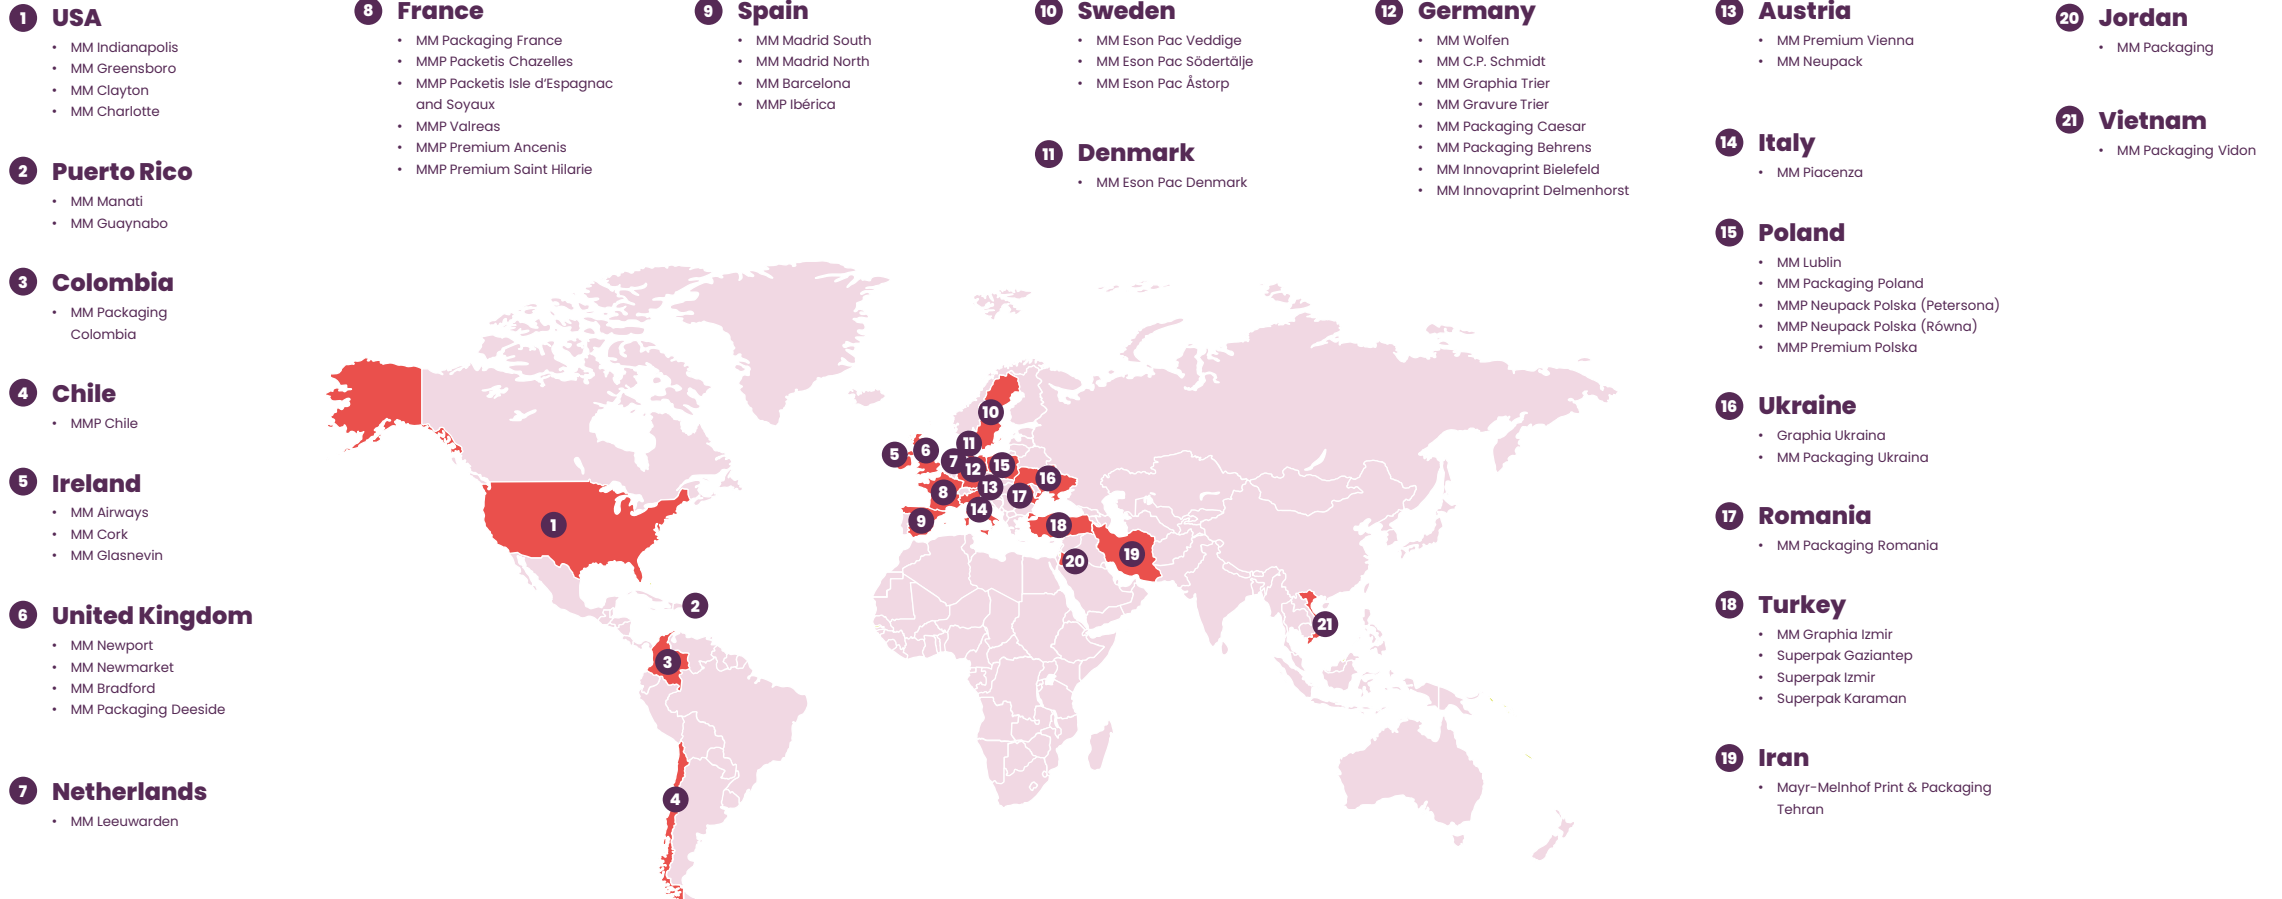 1 USA
• MM Indianapolis
• MM Greensboro
• MM Clayton
• MM Charlotte
2 Puerto Rico
• MM Manati
• MM Guaynabo
3 Colombia
• MM Packaging
Colombia
4 Chile
• MMP Chile
5 Ireland
• MM Airways
• MM Cork
• MM Glasnevin
6 United Kingdom
• MM Newport
• MM Newmarket
• MM Bradford
• MM Packaging Deeside
7 Netherlands
• MM Leeuwarden
8 France
• MM Packaging France
• MMP Packetis Chazelles
• MMP Packetis Isle d’Espagnac
and Soyaux
• MMP Valreas
• MMP Premium Ancenis
• MMP Premium Saint Hilarie
9 Spain
• MM Madrid South
• MM Madrid North
• MM Barcelona
• MMP Ibérica
10 Sweden
• MM Eson Pac Veddige
• MM Eson Pac Södertälje
• MM Eson Pac Åstorp
11 Denmark
• MM Eson Pac Denmark
12 Germany
• MM Wolfen
• MM C.P. Schmidt
• MM Graphia Trier
• MM Gravure Trier
• MM Packaging Caesar
• MM Packaging Behrens
• MM Innovaprint Bielefeld
• MM Innovaprint Delmenhorst
13 Austria
• MM Premium Vienna
• MM Neupack
14 Italy
• MM Piacenza
15 Poland
• MM Lublin
• MM Packaging Poland
• MMP Neupack Polska (Petersona)
• MMP Neupack Polska (Równa)
• MMP Premium Polska
16 Ukraine
• Graphia Ukraina
• MM Packaging Ukraina
17 Romania
• MM Packaging Romania
18 Turkey
• MM Graphia Izmir
• Superpak Gaziantep
• Superpak Izmir
• Superpak Karaman
19 Iran
• Mayr-Melnhof Print & Packaging
Tehran
20 Jordan
• MM Packaging
21 Vietnam
• MM Packaging Vidon
10
11
5
6
7
12
15
16
8
13
17
14
9
1
18
19
20
2
21
3
4